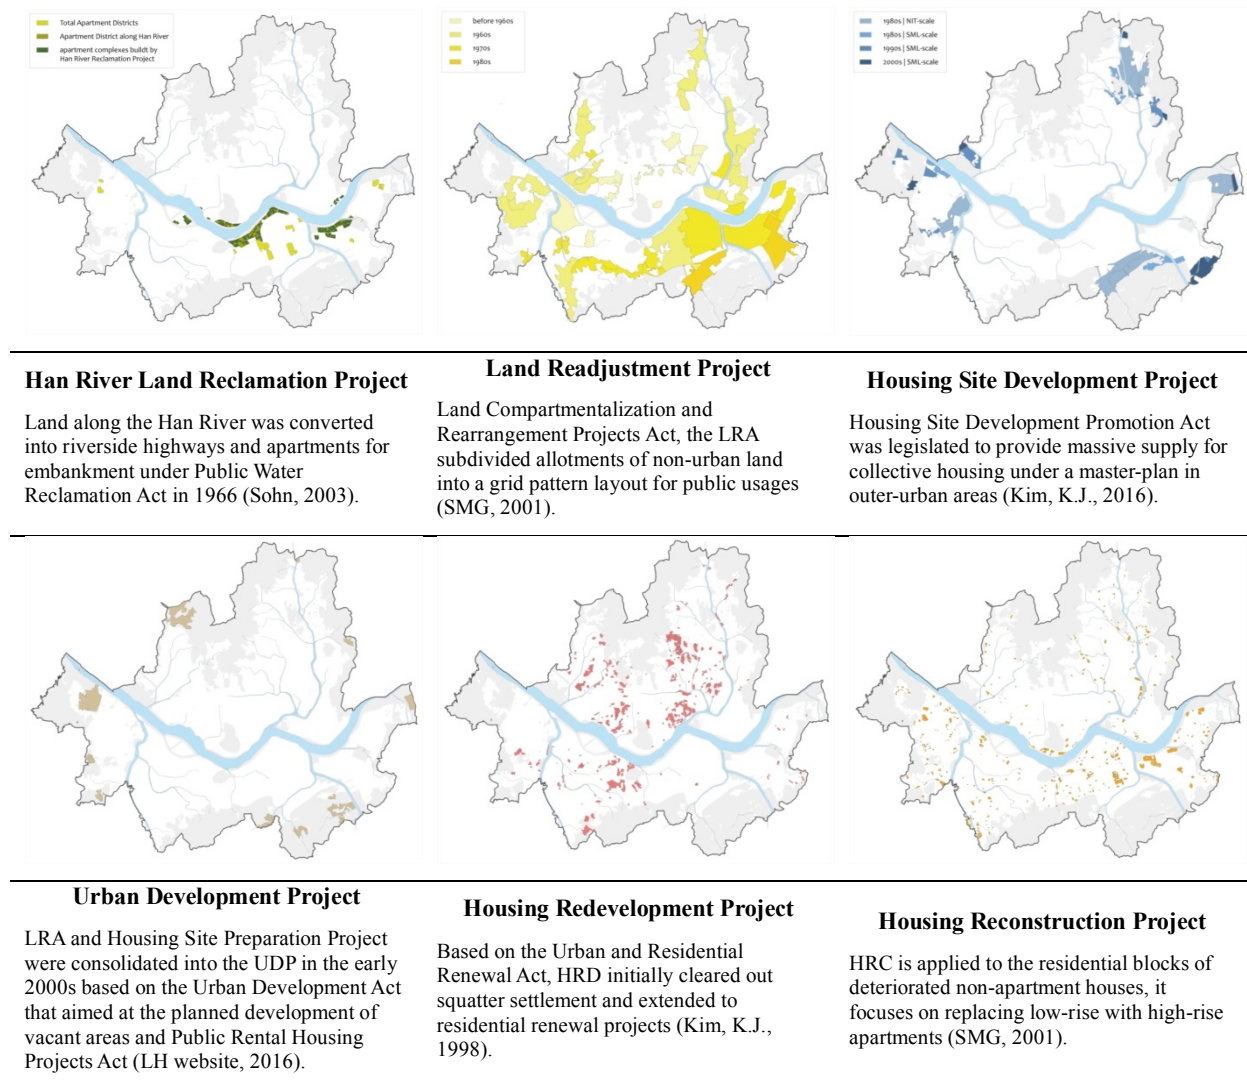 Total Apartment Districts
Apartment District along Han River
apartment complexes buildt by
Han River Reclamation Project
before 1960s
1960s
1970s
1980s
1980s | NIT-scale
1980s | SML-scale
1990s | SML-scale
2000s | SML-scale
Han River Land Reclamation Project
Land along the Han River was converted
into riverside highways and apartments for
embankment under Public Water
Reclamation Act in 1966 (Sohn, 2003).
Land Readjustment Project
Land Compartmentalization and
Rearrangement Projects Act, the LRA
subdivided allotments of non-urban land
into a grid pattern layout for public usages
(SMG, 2001).
Housing Site Development Project
Housing Site Development Promotion Act
was legislated to provide massive supply for
collective housing under a master-plan in
outer-urban areas (Kim, K.J., 2016).
Urban Development Project
LRA and Housing Site Preparation Project
were consolidated into the UDP in the early
2000s based on the Urban Development Act
that aimed at the planned development of
vacant areas and Public Rental Housing
Projects Act (LH website, 2016).
Housing Redevelopment Project
Based on the Urban and Residential
Renewal Act, HRD initially cleared out
squatter settlement and extended to
residential renewal projects (Kim, K.J.,
1998).
Housing Reconstruction Project
HRC is applied to the residential blocks of
deteriorated non-apartment houses, it
focuses on replacing low-rise with high-rise
apartments (SMG, 2001).